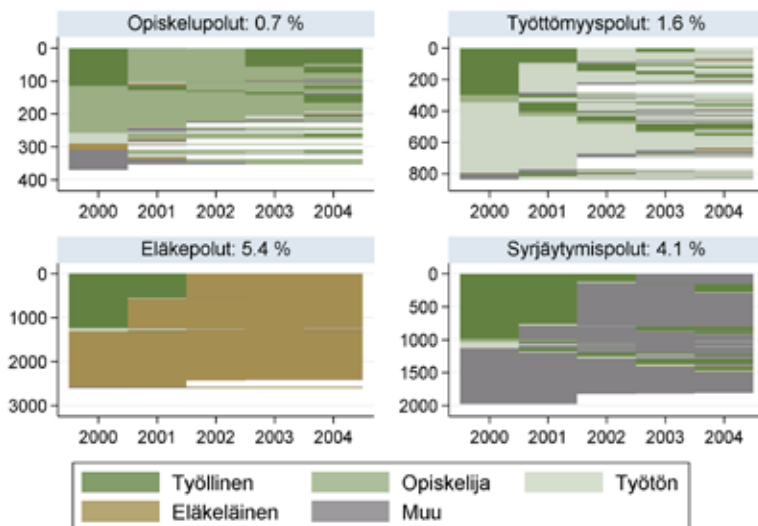 Opiskelupolut: 0.7 %
0
100
200
300
400
2000 2001 2002 2003 2004
Työttömyyspolut: 1.6 %
0
200
400
600
800
2000 2001 2002 2003 2004
Eläkepolut: 5.4 %
0
1000
2000
3000
2000 2001 2002 2003 2004
Syrjäytymispolut: 4.1 %
0
500
1000
1500
2000
2000 2001 2002 2003 2004
Työllinen Opiskelija Työtön
Eläkeläinen Muu